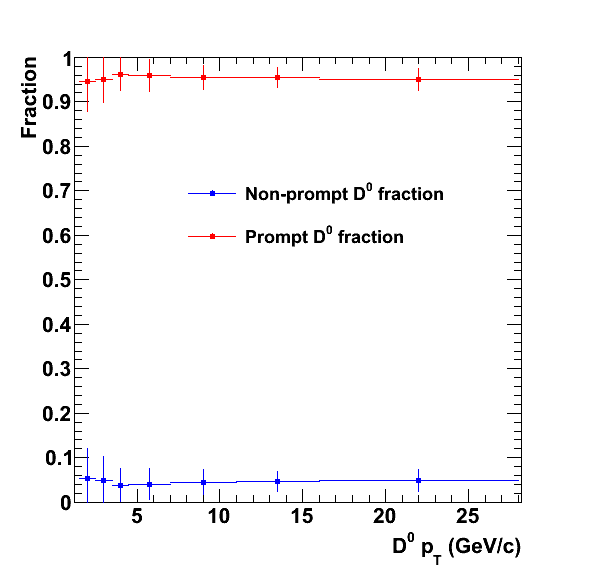 Fraction
1
0.9
0.8
0.7
0.6
0.5
0.4
0.3
0.2
0.1
0
Non-prompt D⁰ fraction
Prompt D⁰ fraction
5 10 15 20 25
D⁰ p_T (GeV/c)